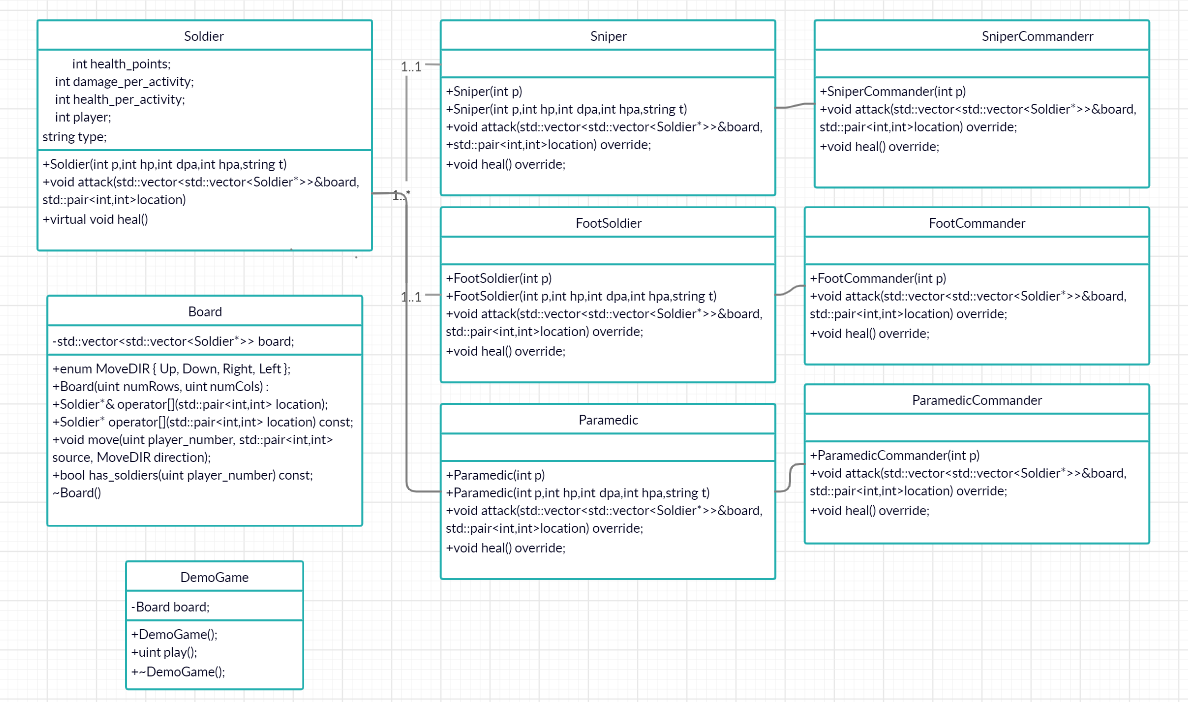 Soldier
int health_points;
int damage_per_activity;
int health_per_activity;
int player;
string type;
+Soldier(int p,int hp,int dpa,int hpa,string t)
+void attack(std::vector<std::vector<Soldier*>>&board,
std::pair<int,int>location)
+virtual void heal()
1..1
1..*
1..1
Sniper
+Sniper(int p)
+Sniper(int p,int hp,int dpa,int hpa,string t)
+void attack(std::vector<std::vector<Soldier*>>&board,
+std::pair<int,int>location) override;
+void heal() override;
SniperCommanderr
+SniperCommander(int p)
+void attack(std::vector<std::vector<Soldier*>>&board,
std::pair<int,int>location) override;
+void heal() override;
FootSoldier
+FootSoldier(int p)
+FootSoldier(int p,int hp,int dpa,int hpa,string t)
+void attack(std::vector<std::vector<Soldier*>>&board,
std::pair<int,int>location) override;
+void heal() override;
FootCommander
+FootCommander(int p)
+void attack(std::vector<std::vector<Soldier*>>&board,
std::pair<int,int>location) override;
+void heal() override;
Board
-std::vector<std::vector<Soldier*>> board;
+enum MoveDIR { Up, Down, Right, Left };
+Board(uint numRows, uint numCols) :
+Soldier*& operator[](std::pair<int,int> location);
+Soldier* operator[](std::pair<int,int> location) const;
+void move(uint player_number, std::pair<int,int>
source, MoveDIR direction);
+bool has_soldiers(uint player_number) const;
~Board()
Paramedic
+Paramedic(int p)
+Paramedic(int p,int hp,int dpa,int hpa,string t)
+void attack(std::vector<std::vector<Soldier*>>&board,
std::pair<int,int>location) override;
+void heal() override;
ParamedicCommander
+ParamedicCommander(int p)
+void attack(std::vector<std::vector<Soldier*>>&board,
std::pair<int,int>location) override;
+void heal() override;
DemoGame
-Board board;
+DemoGame();
+uint play();
+~DemoGame();